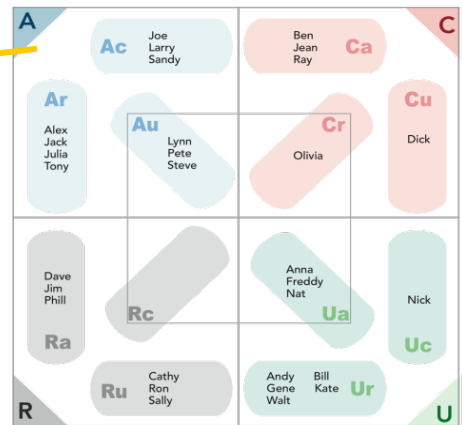 A
Ac
Joe
Larry
Sandy
Ar
Alex
Jack
Julia
Tony
Au
Lynn
Pete
Steve
C
Ben
Jean
Ray
Ca
Cr
Olivia
Cu
Dick
Dave
Jim
Phill
Ra
Rc
Ru
Cathy
Ron
Sally
R
Anna
Freddy
Nat
Ua
Nick
Uc
Andy Bill
Gene Kate
Walt
Ur
U